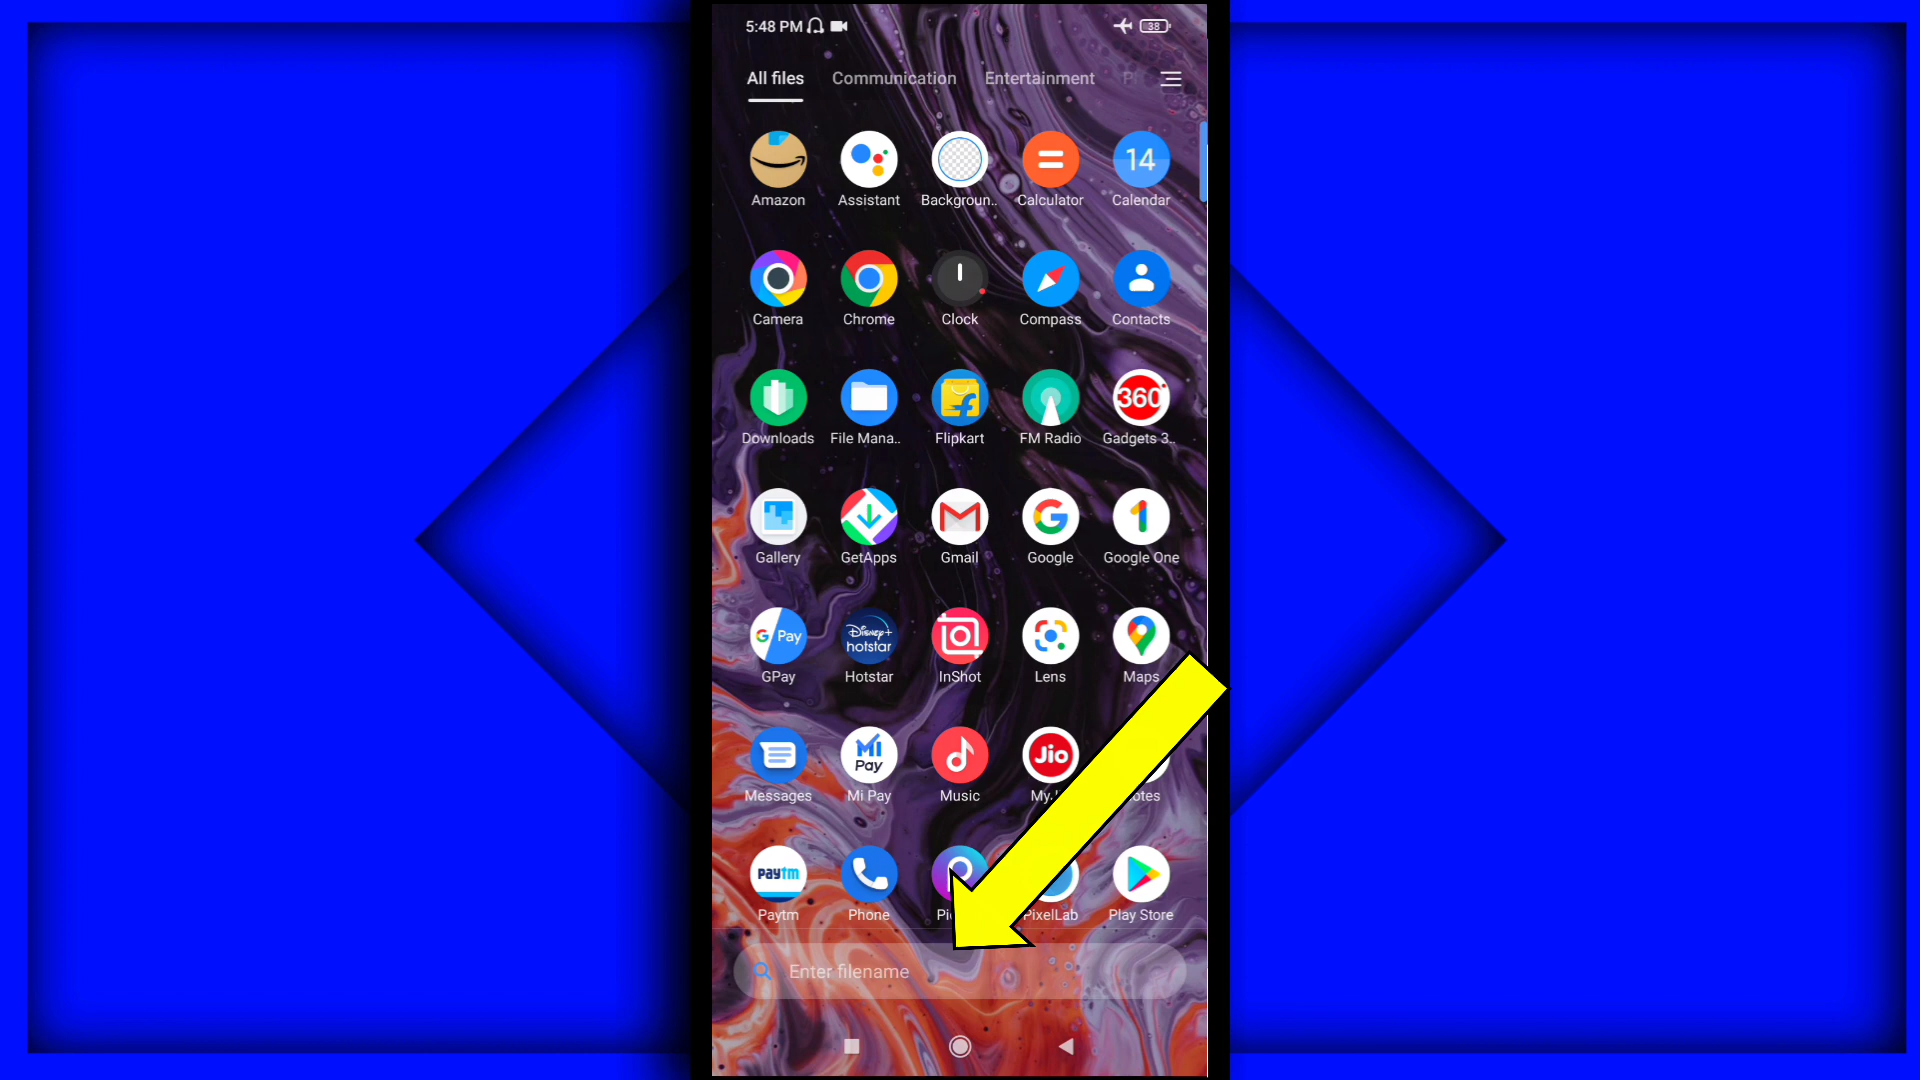 5:48 PM 38
All files Communication Entertainment
14
Amazon Assistant Backgroun.. Calculator Calendar
Camera Chrome Clock Compass Contacts
360
Downloads File Mana.. Flipkart FM Radio Gadgets 3..
Gallery GetApps Gmail Google Google One
G Pay Disney+ hotstar
GPay Hotstar InShot Lens Maps
Mi Pay Jio
Messages Mi Pay Music My
paytm
Paytm Phone PixelLab Play Store
Enter filename